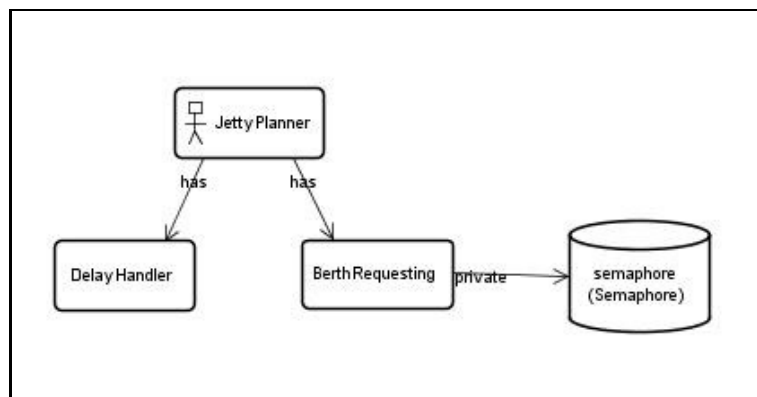 Jetty Planner
has
has
Delay Handler
Berth Requesting
private
semaphore
(Semaphore)